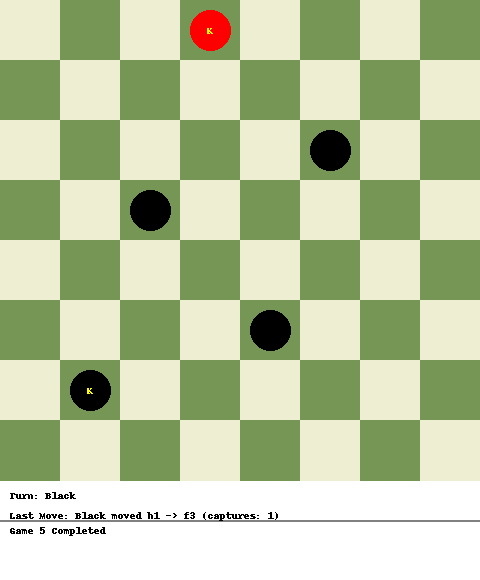 K
K
Turn: Black
Last Move: Black moved h1 -> f3 (captures: 1)
Game 5 Completed